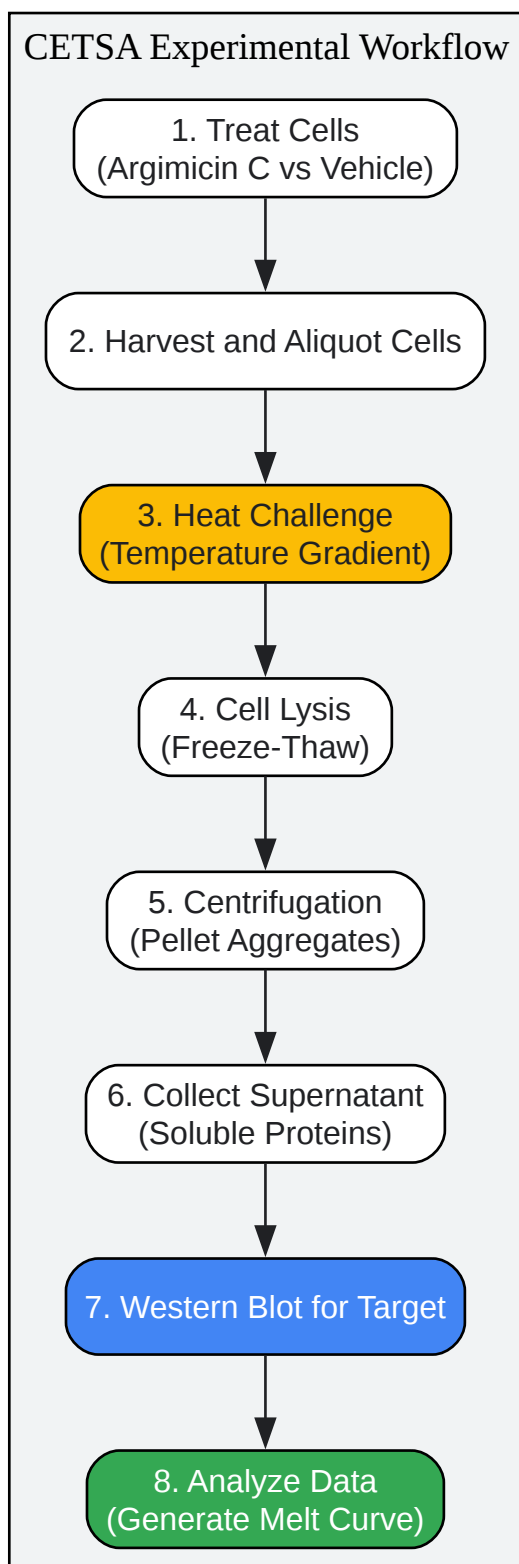 CETSA Experimental Workflow
1. Treat Cells
(Argimicin C vs Vehicle)
2. Harvest and Aliquot Cells
3. Heat Challenge
(Temperature Gradient)
4. Cell Lysis
(Freeze-Thaw)
5. Centrifugation
(Pellet Aggregates)
6. Collect Supernatant
(Soluble Proteins)
7. Western Blot for Target
8. Analyze Data
(Generate Melt Curve)